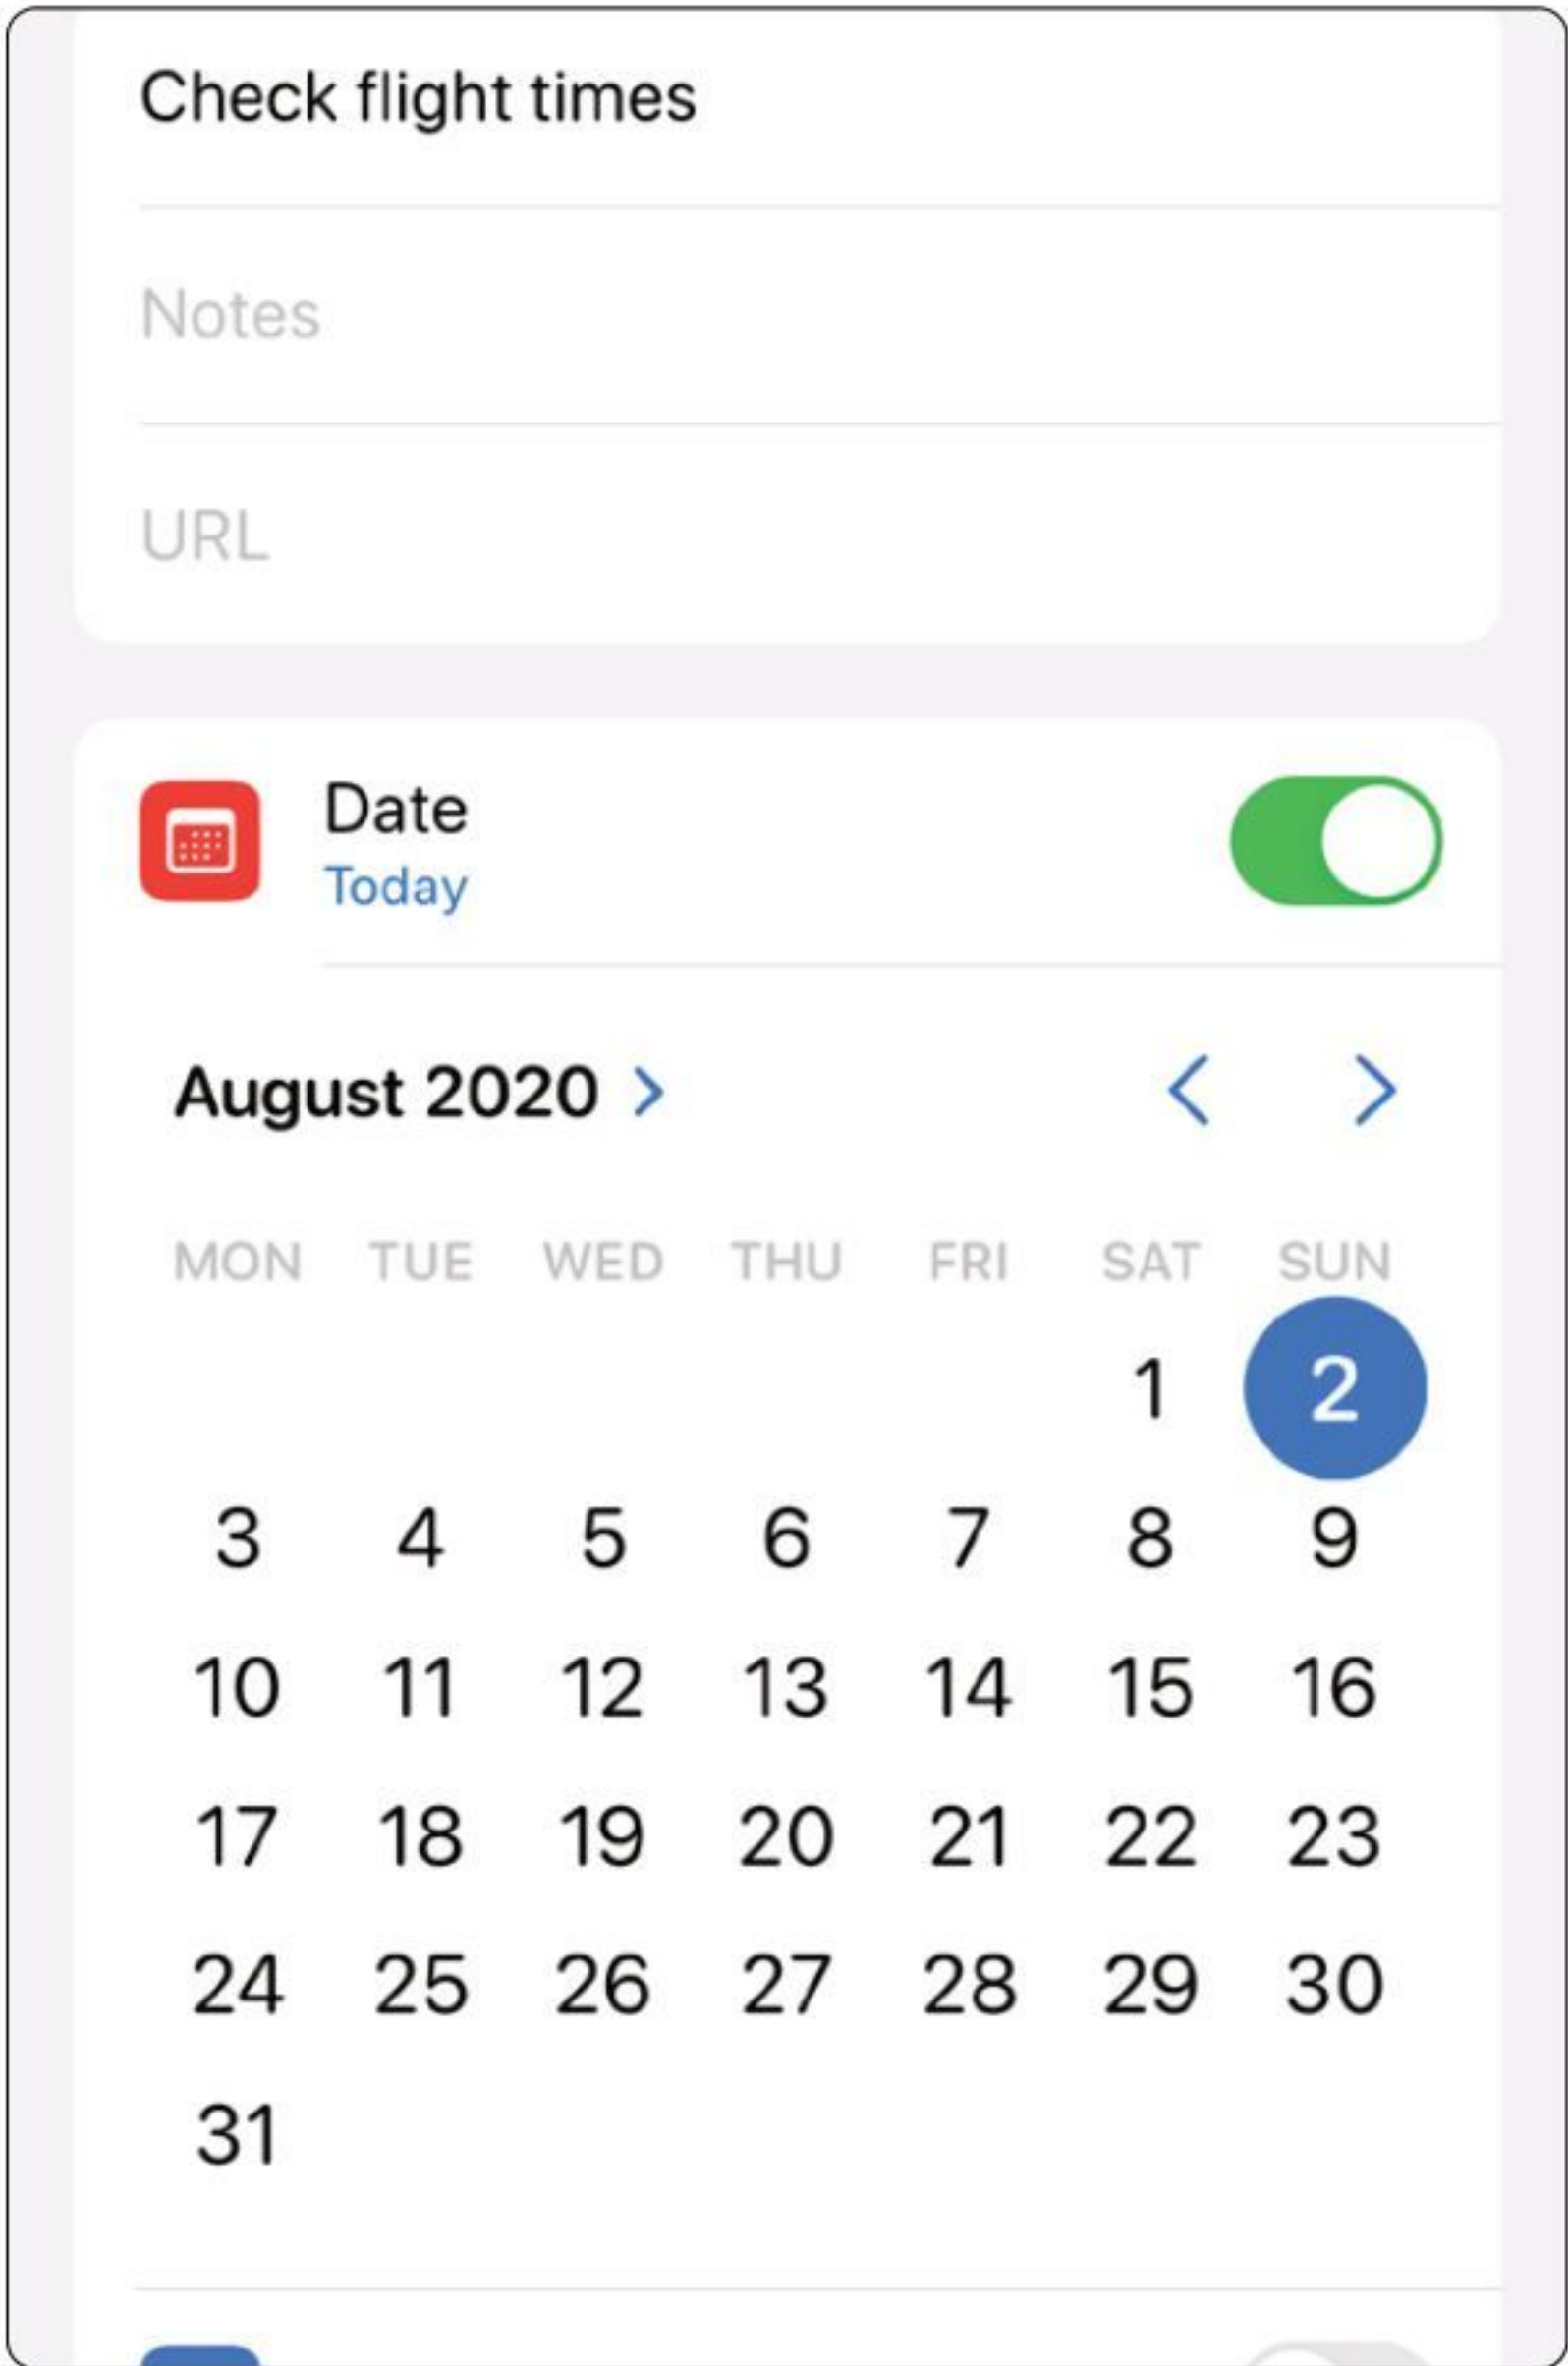 Check flight times
Notes
URL
Date
Today
August 2020
MON TUE WED THU FRI SAT SUN
1 2
3 4 5 6 7 8 9
10 11 12 13 14 15 16
17 18 19 20 21 22 23
24 25 26 27 28 29 30
31